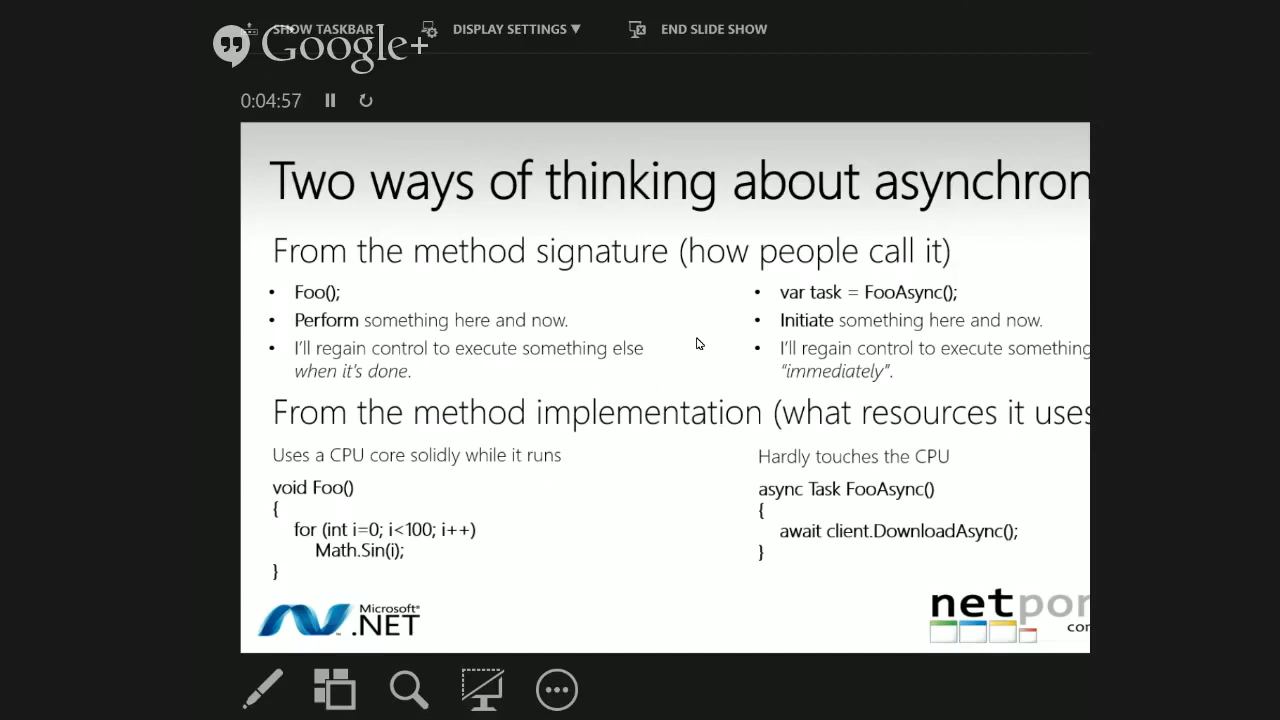 SHOW TASKBAR
DISPLAY SETTINGS
END SLIDE SHOW
Google+
0:04:57
Two ways of thinking about asynchron
From the method signature (how people call it)
• Foo();
• Perform something here and now.
• I'll regain control to execute something else
when it's done.
• var task = FooAsync();
• Initiate something here and now.
• I'll regain control to execute something
"immediately".
From the method implementation (what resources it uses
Uses a CPU core solidly while it runs
void Foo()
{
for (int i=0; i<100; i++)
Math.Sin(i);
}
Hardly touches the CPU
async Task FooAsync()
{
await client.DownloadAsync();
}
Microsoft®
.NET
netpon
com